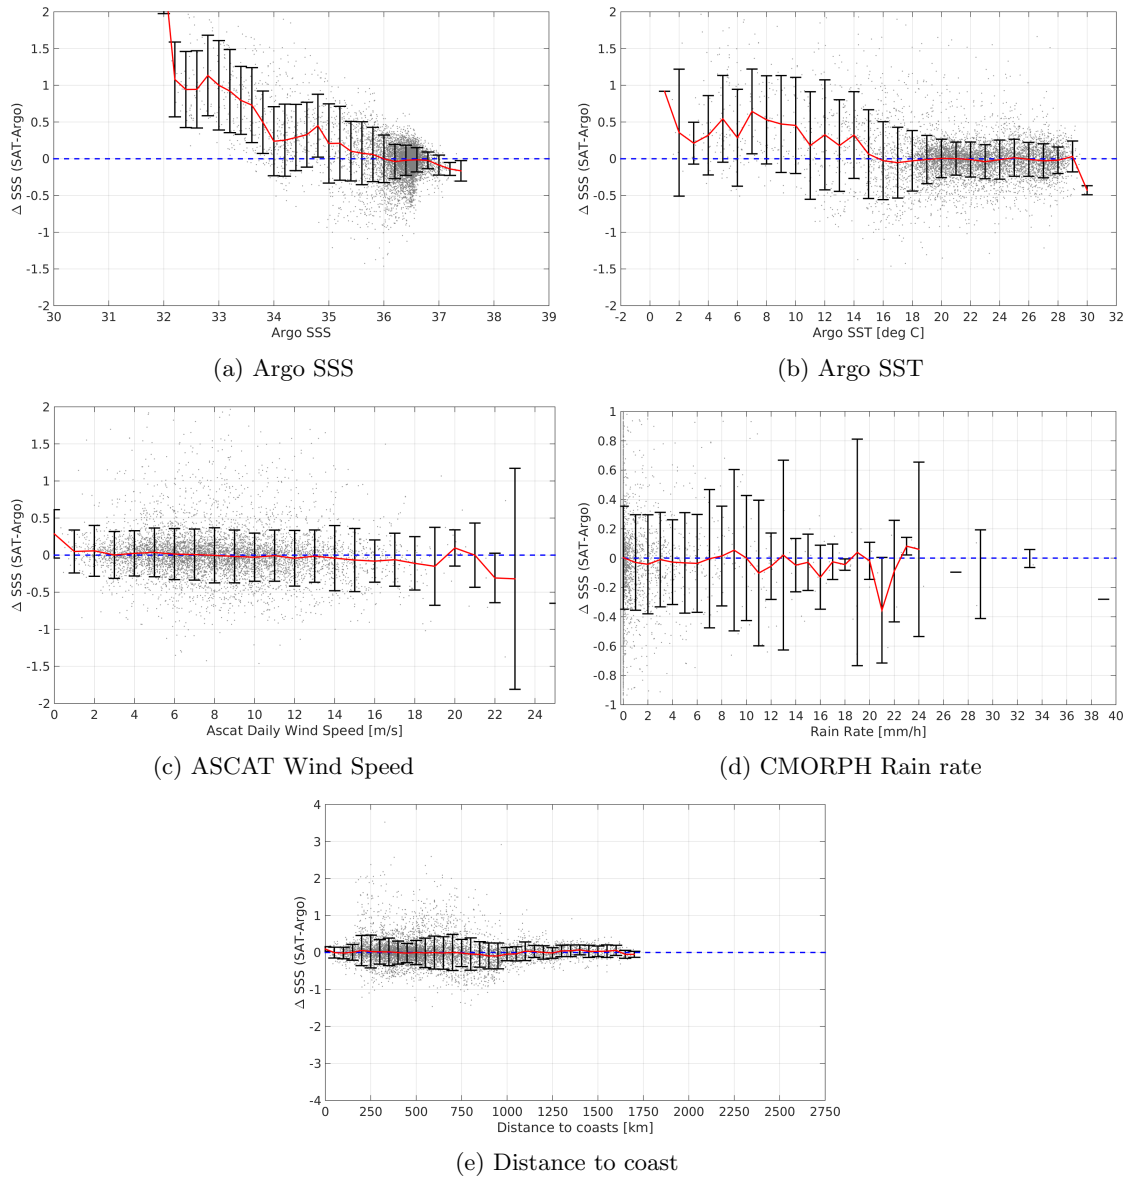 2
1.5
1
0.5
0
-0.5
-1
-1.5
-2
Δ SSS (SAT-Argo)
30 31 32 33 34 35 36 37 38 39
Argo SSS
(a) Argo SSS
2
1.5
1
0.5
0
-0.5
-1
-1.5
-2
Δ SSS (SAT-Argo)
-2 0 2 4 6 8 10 12 14 16 18 20 22 24 26 28 30 32
Argo SST [deg C]
(b) Argo SST
2
1.5
1
0.5
0
-0.5
-1
-1.5
-2
Δ SSS (SAT-Argo)
0 2 4 6 8 10 12 14 16 18 20 22 24
Ascat Daily Wind Speed [m/s]
(c) ASCAT Wind Speed
1
0.8
0.6
0.4
0.2
0
-0.2
-0.4
-0.6
-0.8
-1
Δ SSS (SAT-Argo)
0 2 4 6 8 10 12 14 16 18 20 22 24 26 28 30 32 34 36 38 40
Rain Rate [mm/h]
(d) CMORPH Rain rate
4
3
2
1
0
-1
-2
-3
-4
Δ SSS (SAT-Argo)
0 250 500 750 1000 1250 1500 1750 2000 2250 2500 2750
Distance to coasts [km]
(e) Distance to coast